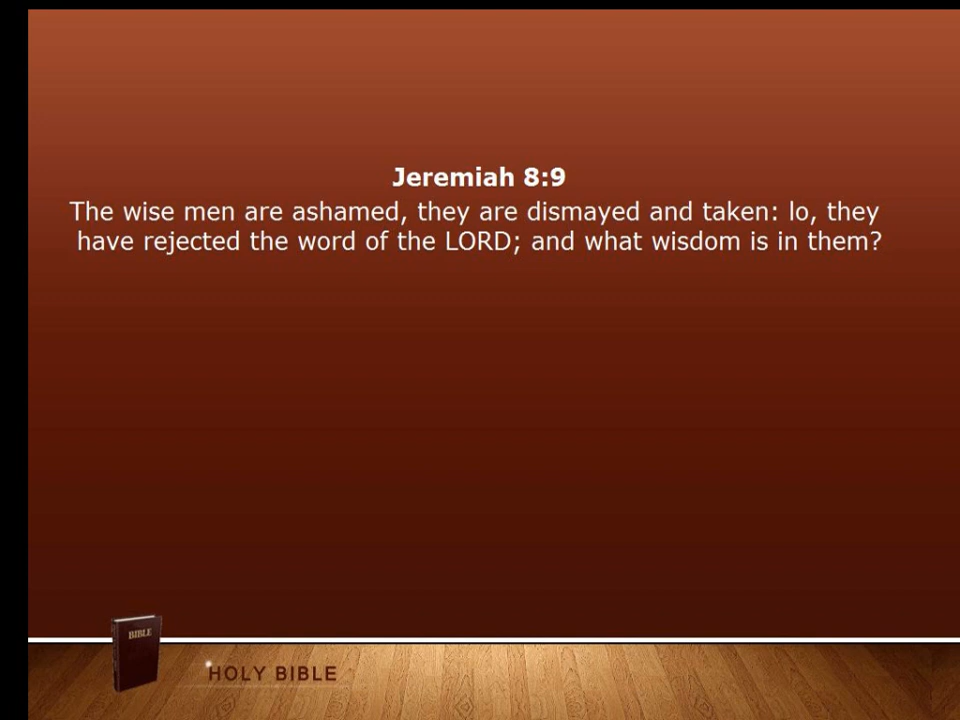 Jeremiah 8:9
The wise men are ashamed, they are dismayed and taken: lo, they
have rejected the word of the LORD; and what wisdom is in them?
BIBLE
HOLY BIBLE